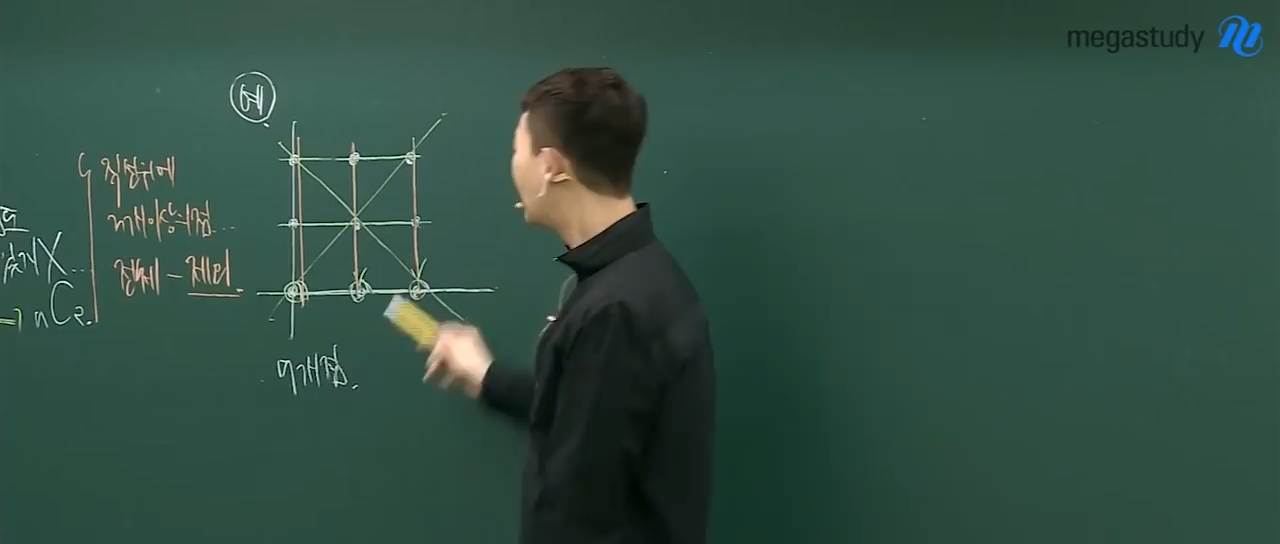 megastudy
예
직선위에
n개 이상의 점...
X...
전체 - 제외.
nC2.
9개 점.